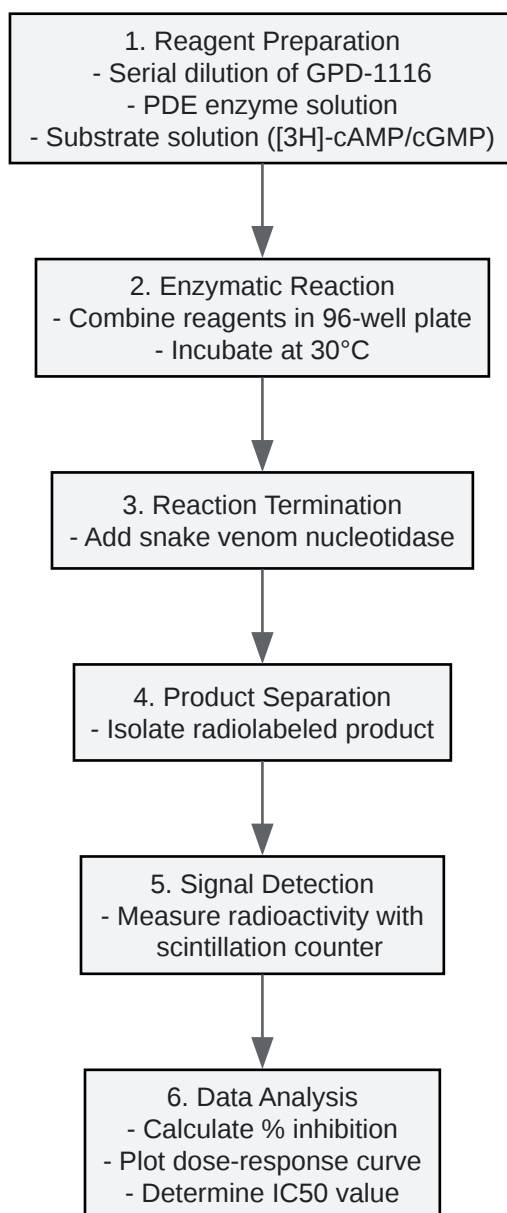 1. Reagent Preparation
- Serial dilution of GPD-1116
- PDE enzyme solution
- Substrate solution ([3H]-cAMP/cGMP)
2. Enzymatic Reaction
- Combine reagents in 96-well plate
- Incubate at 30°C
3. Reaction Termination
- Add snake venom nucleotidase
4. Product Separation
- Isolate radiolabeled product
5. Signal Detection
- Measure radioactivity with
scintillation counter
6. Data Analysis
- Calculate % inhibition
- Plot dose-response curve
- Determine IC50 value